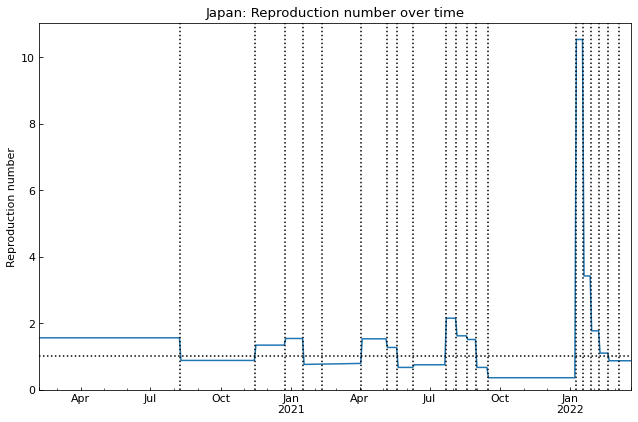 Japan: Reproduction number over time
Reproduction number
10
8
6
4
2
0
Apr
Jul
Oct
Jan
2021
Apr
Jul
Oct
Jan
2022